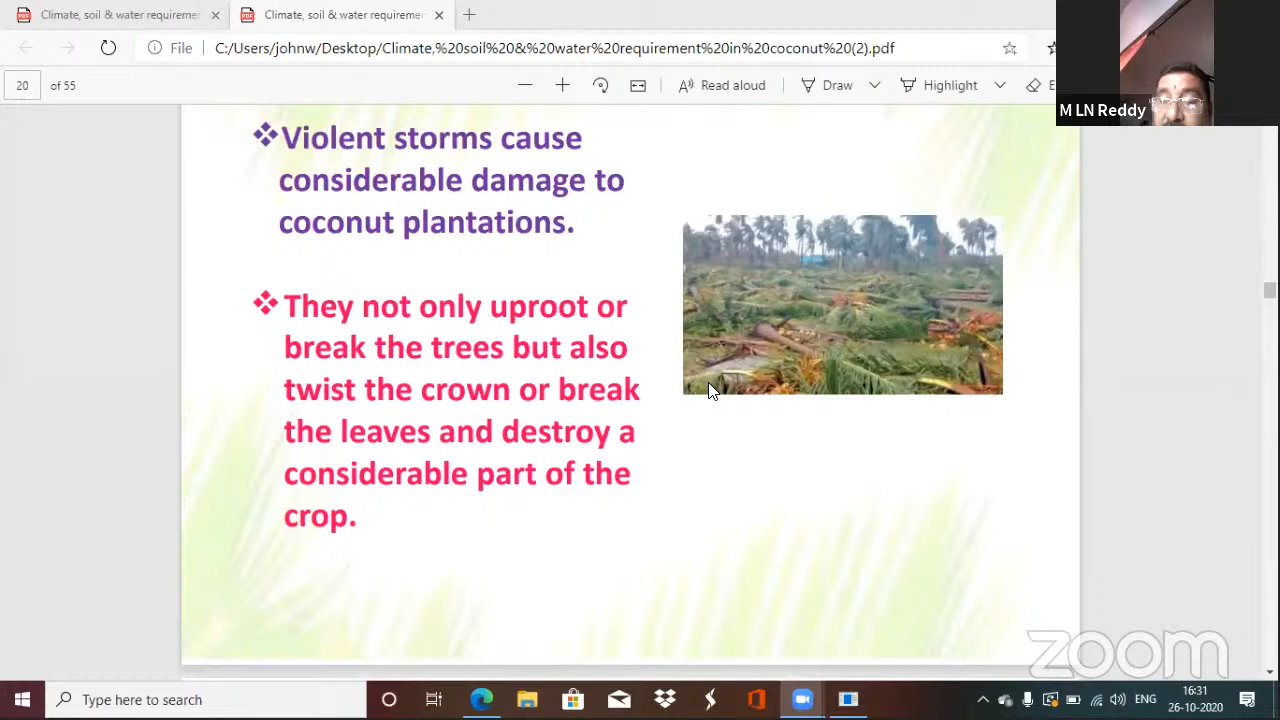 Climate, soil & water requireme
Climate, soil & water requireme
File
C:/Users/johnw/Desktop/Climate,%20soil%20&%20water%20requirement%20in%20coconut%20(2).pdf
20 of 55
Read aloud
Draw
Highlight
E
M LN Reddy
Violent storms cause
considerable damage to
coconut plantations.
They not only uproot or
break the trees but also
twist the crown or break
the leaves and destroy a
considerable part of the
crop.
zoom
Type here to search
ENG
16:31
26-10-2020